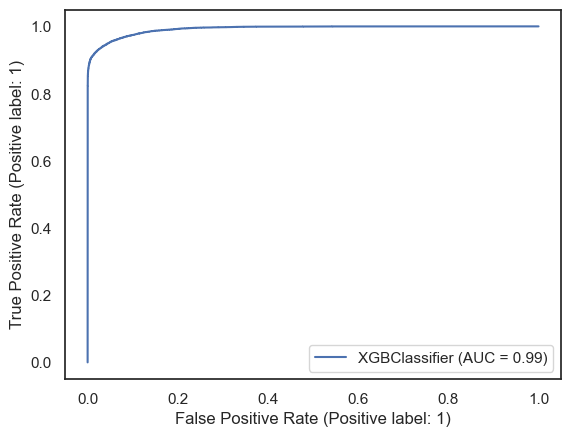 1.0
0.8
0.6
0.4
0.2
0.0
True Positive Rate (Positive label: 1)
XGBClassifier (AUC = 0.99)
0.0 0.2 0.4 0.6 0.8 1.0
False Positive Rate (Positive label: 1)